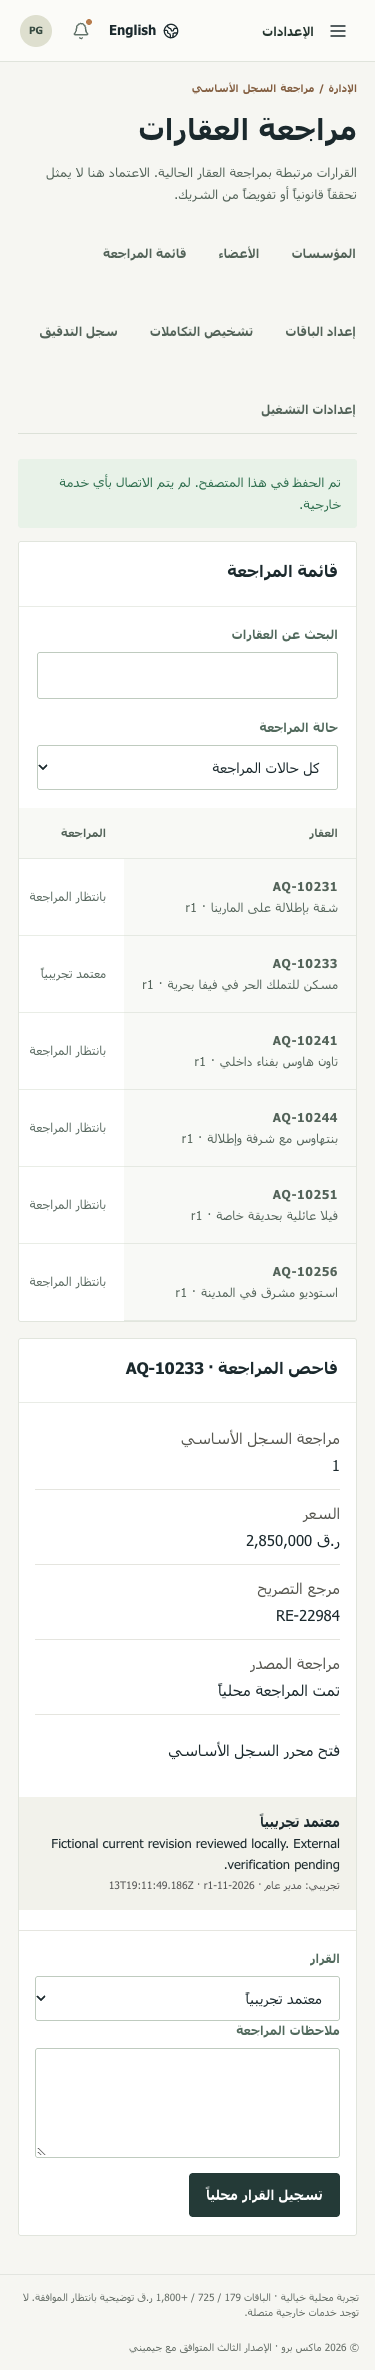 الإعدادات
English
PG
الإدارة / مراجعة السجل الأساسي
مراجعة العقارات
القرارات مرتبطة بمراجعة العقار الحالية. الاعتماد هنا لا يمثل
تحققاً قانونياً أو تفويضاً من الشريك.
المؤسسات الأعضاء قائمة المراجعة
إعداد الباقات تشخيص التكاملات سجل التدقيق
إعدادات التشغيل
تم الحفظ في هذا المتصفح. لم يتم الاتصال بأي خدمة
خارجية.
قائمة المراجعة
البحث عن العقارات
حالة المراجعة
كل حالات المراجعة
العقار المراجعة
AQ-10231
شقة بإطلالة على المارينا · r1
بانتظار المراجعة
AQ-10233
مسكن للتملك الحر في فيفا بحرية · r1
معتمد تجريبياً
AQ-10241
تاون هاوس بفناء داخلي · r1
بانتظار المراجعة
AQ-10244
بنتهاوس مع شرفة وإطلالة · r1
بانتظار المراجعة
AQ-10251
فيلا عائلية بحديقة خاصة · r1
بانتظار المراجعة
AQ-10256
استوديو مشرق في المدينة · r1
بانتظار المراجعة
فاحص المراجعة · AQ-10233
مراجعة السجل الأساسي
1
السعر
ر.ق 2,850,000
مرجع التصريح
RE-22984
مراجعة المصدر
تمت المراجعة محلياً
فتح محرر السجل الأساسي
معتمد تجريبياً
Fictional current revision reviewed locally. External
verification pending.
تجريبي: مدير عام · r1-11-2026 · 13T19:11:49.186Z
القرار
معتمد تجريبياً
ملاحظات المراجعة
تسجيل القرار محلياً
تجربة محلية خيالية · الباقات 179 / 725 / +1,800 ر.ق توضيحية بانتظار الموافقة. لا
توجد خدمات خارجية متصلة.
© 2026 ماكس برو · الإصدار الثالث المتوافق مع جيميني